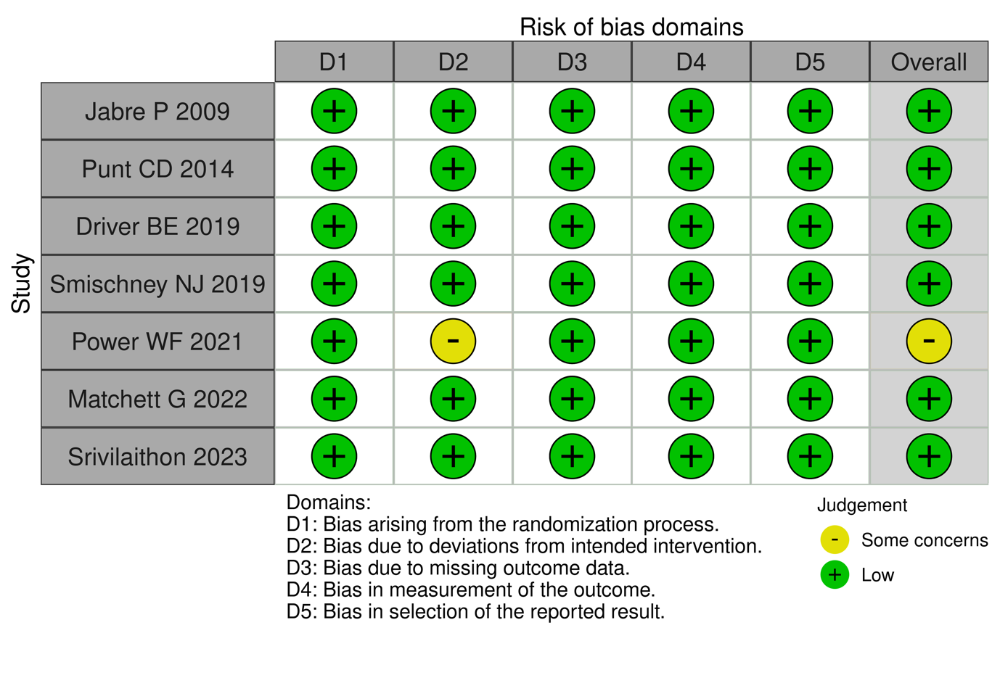 Risk of bias domains
D1 D2 D3 D4 D5 Overall
Study
Jabre P 2009 + + + + + +
Punt CD 2014 + + + + + +
Driver BE 2019 + + + + + +
Smischney NJ 2019 + + + + + +
Power WF 2021 + - + + + -
Matchett G 2022 + + + + + +
Srivilaithon 2023 + + + + + +
Domains:
D1: Bias arising from the randomization process.
D2: Bias due to deviations from intended intervention.
D3: Bias due to missing outcome data.
D4: Bias in measurement of the outcome.
D5: Bias in selection of the reported result.
Judgement
- Some concerns
+ Low